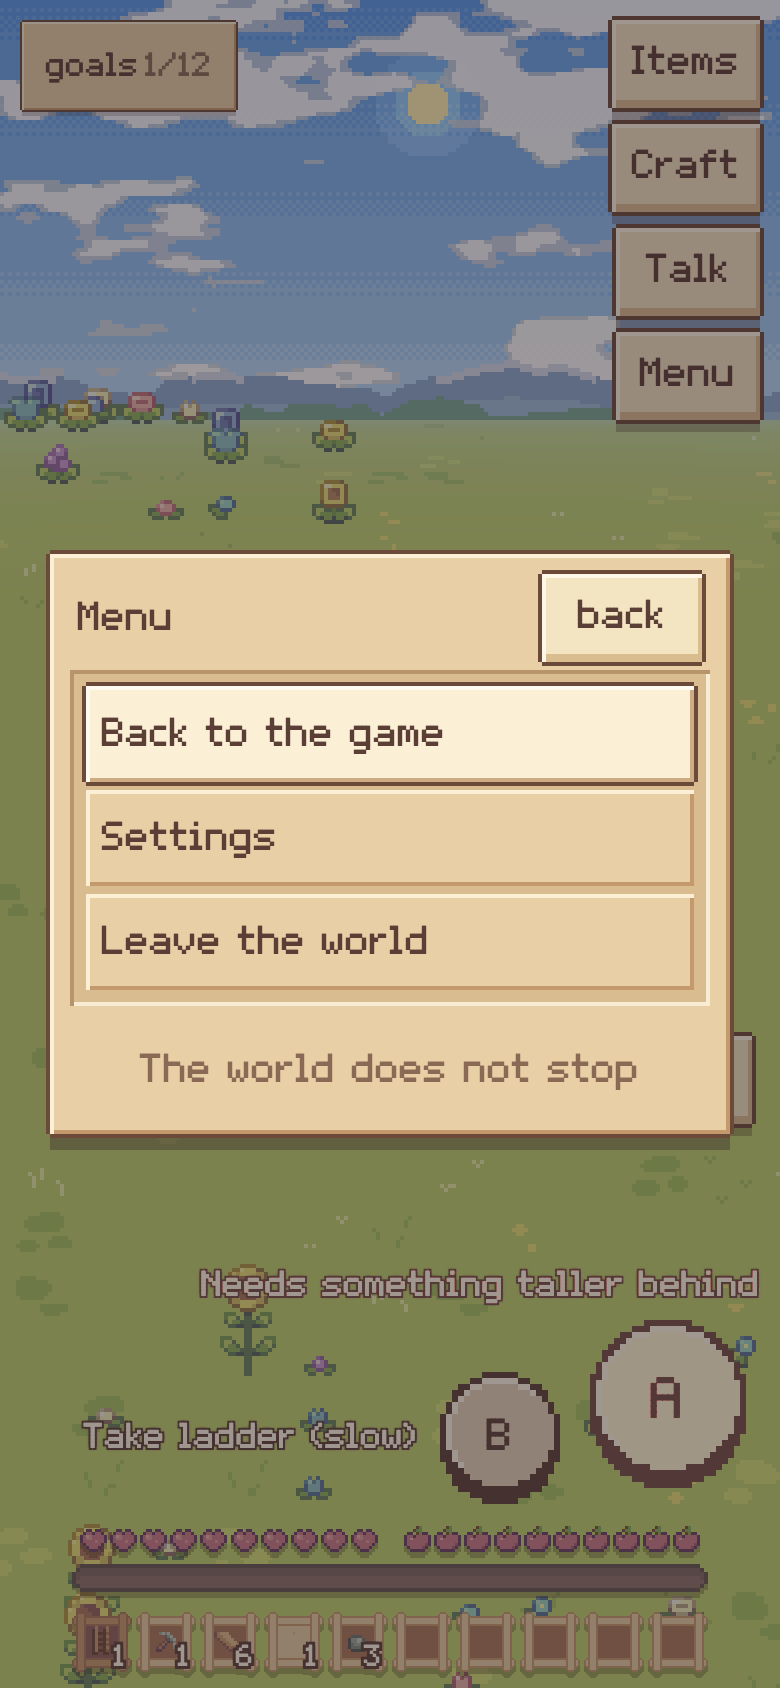 goals 1/12
Items
Craft
Talk
Menu
Menu
back
Back to the game
Settings
Leave the world
The world does not stop
Needs something taller behind
A
Take ladder (slow)
B
1 1 6 1 3